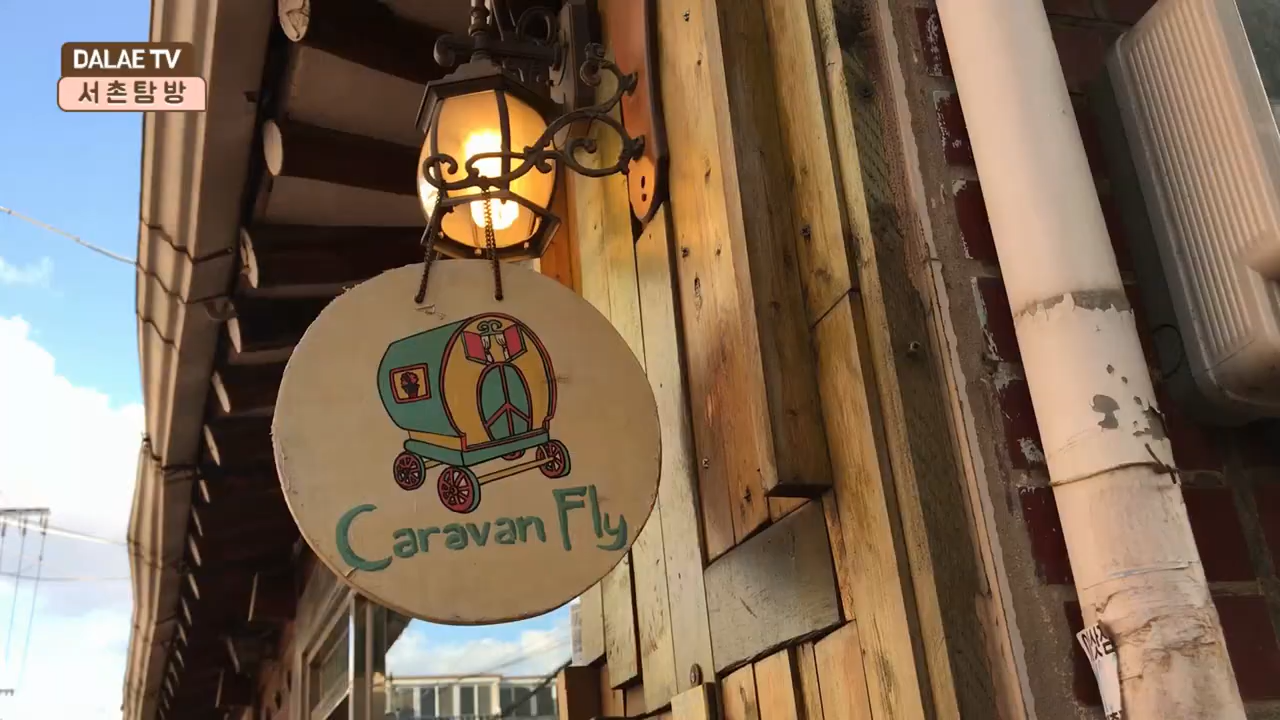 DALAE TV
서촌탐방
Caravan Fly